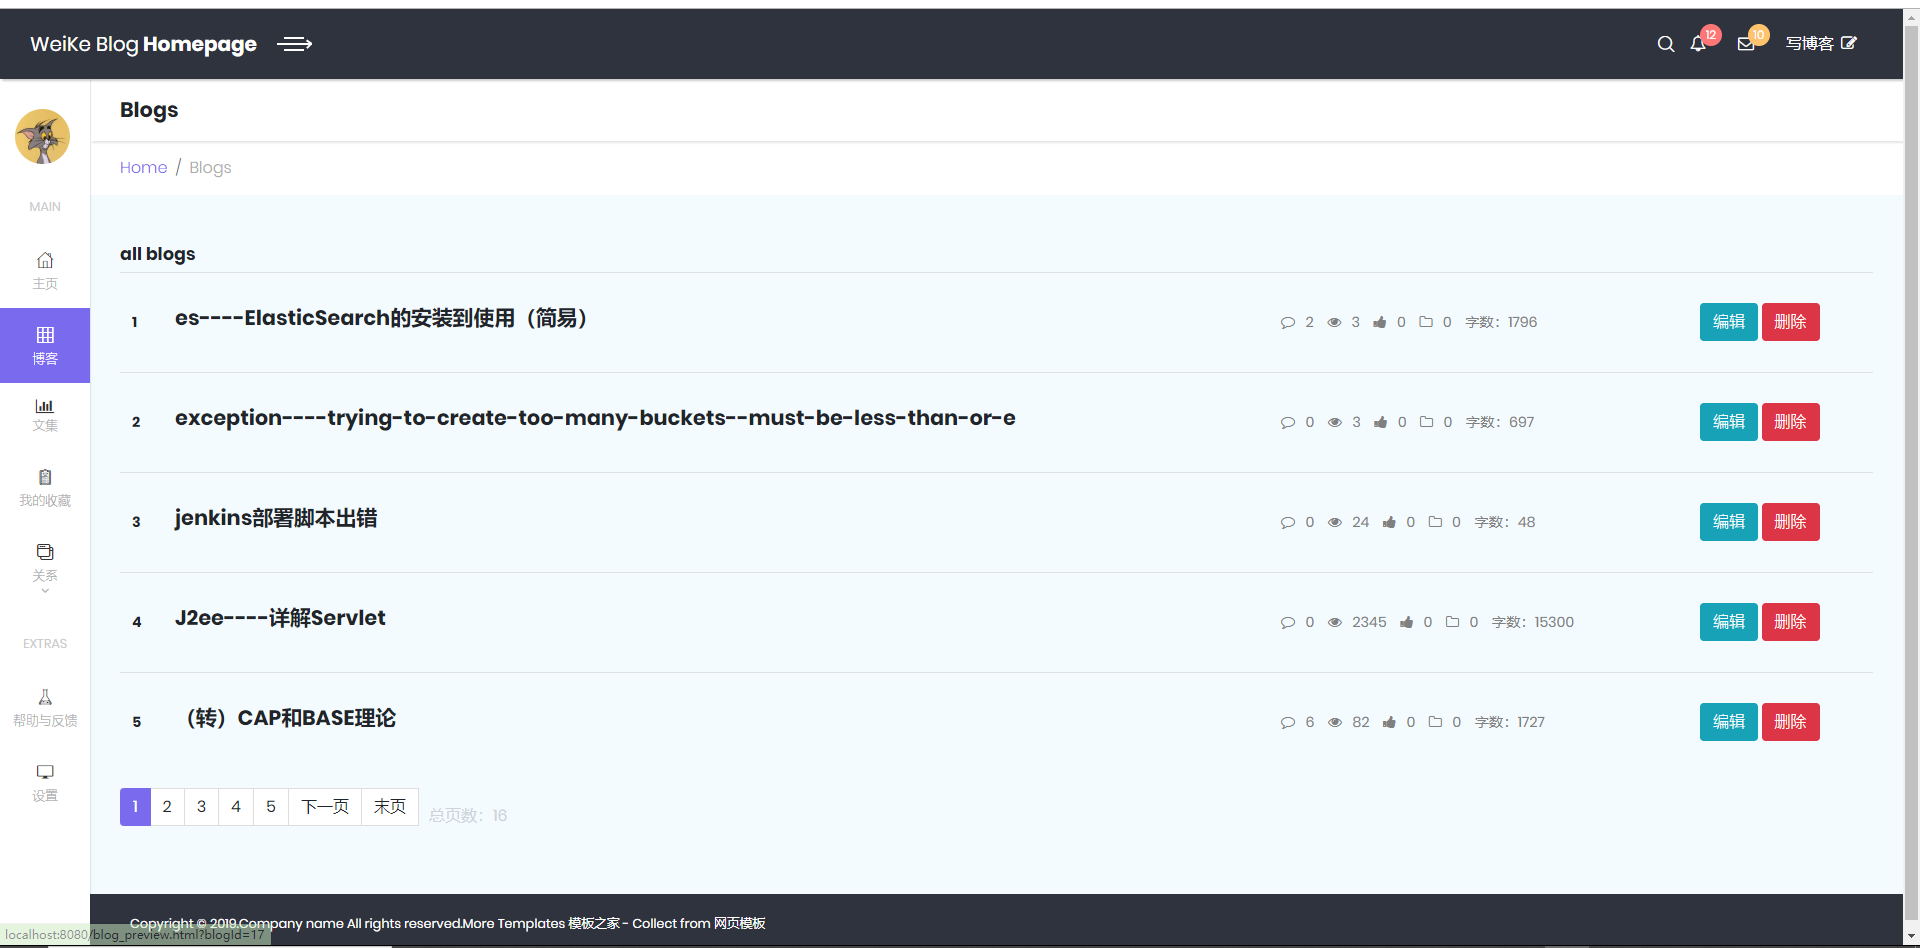 WeiKe Blog Homepage
12
10
写博客
Blogs
Home / Blogs
MAIN
主页
博客
文集
我的收藏
关系
EXTRAS
帮助与反馈
设置
all blogs
1 es----ElasticSearch的安装到使用（简易） 2 3 0 0 字数：1796 编辑 删除
2 exception----trying-to-create-too-many-buckets--must-be-less-than-or-e 0 3 0 0 字数：697 编辑 删除
3 jenkins部署脚本出错 0 24 0 0 字数：48 编辑 删除
4 J2ee----详解Servlet 0 2345 0 0 字数：15300 编辑 删除
5 （转）CAP和BASE理论 6 82 0 0 字数：1727 编辑 删除
1 2 3 4 5 下一页 末页 总页数：16
Copyright © 2019.Company name All rights reserved.More Templates 模板之家 - Collect from 网页模板
localhost:8080/blog_preview.html?blogId=17